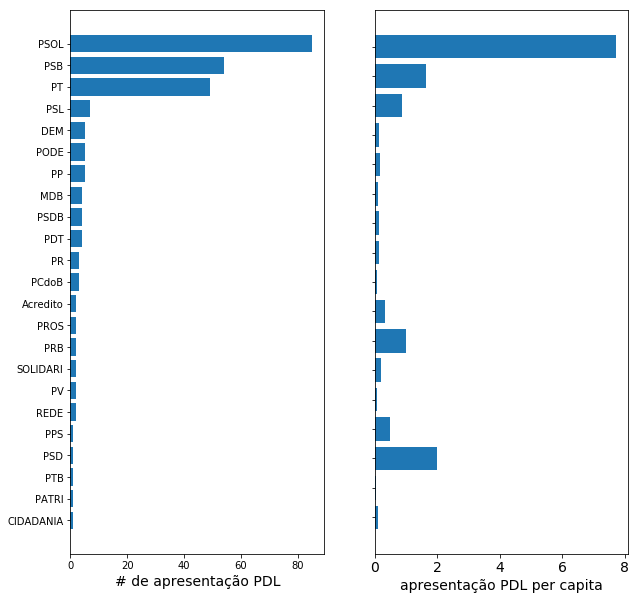 PSOL
PSB
PT
PSL
DEM
PODE
PP
MDB
PSDB
PDT
PR
PCdoB
Acredito
PROS
PRB
SOLIDARI
PV
REDE
PPS
PSD
PTB
PATRI
CIDADANIA
0 20 40 60 80
# de apresentação PDL
0 2 4 6 8
apresentação PDL per capita